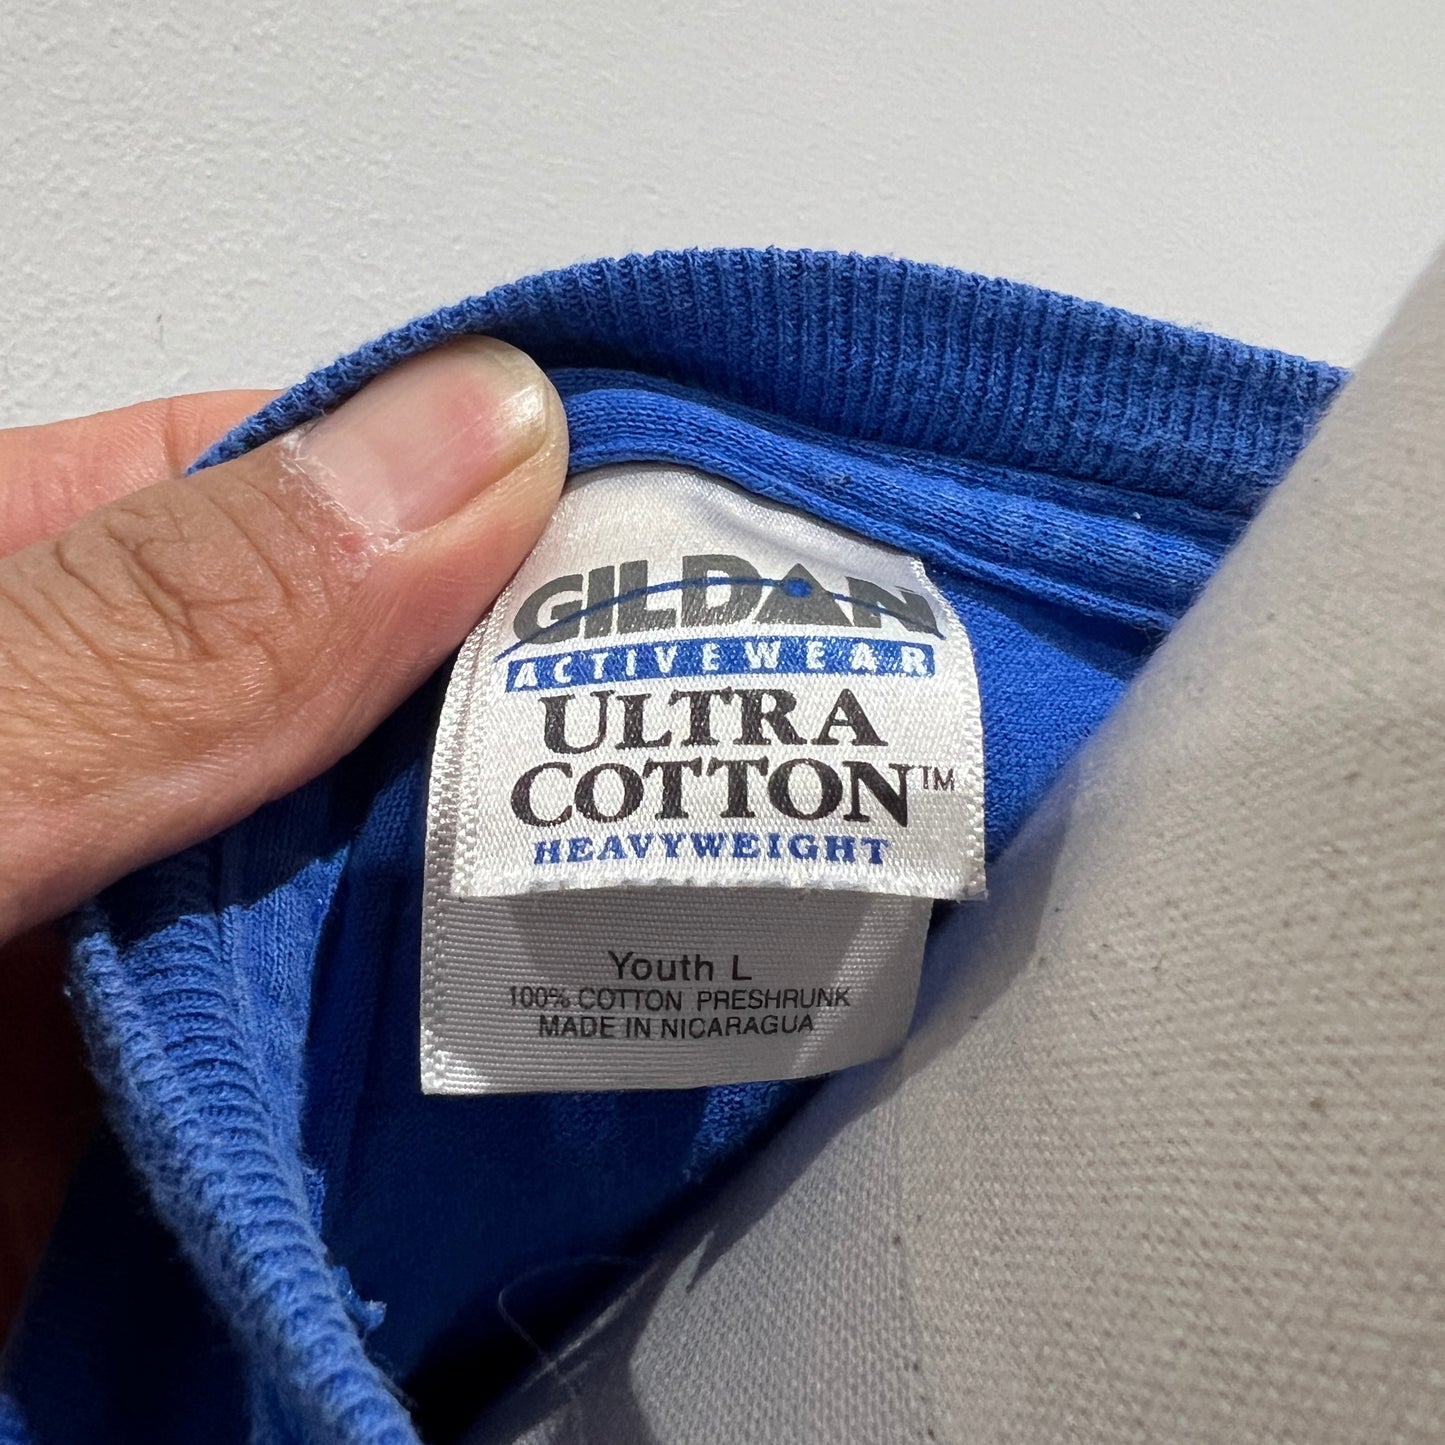 GILDAN
ACTIVEWEAR
ULTRA
COTTON™
HEAVYWEIGHT
Youth L
100% COTTON PRESHRUNK
MADE IN NICARAGUA